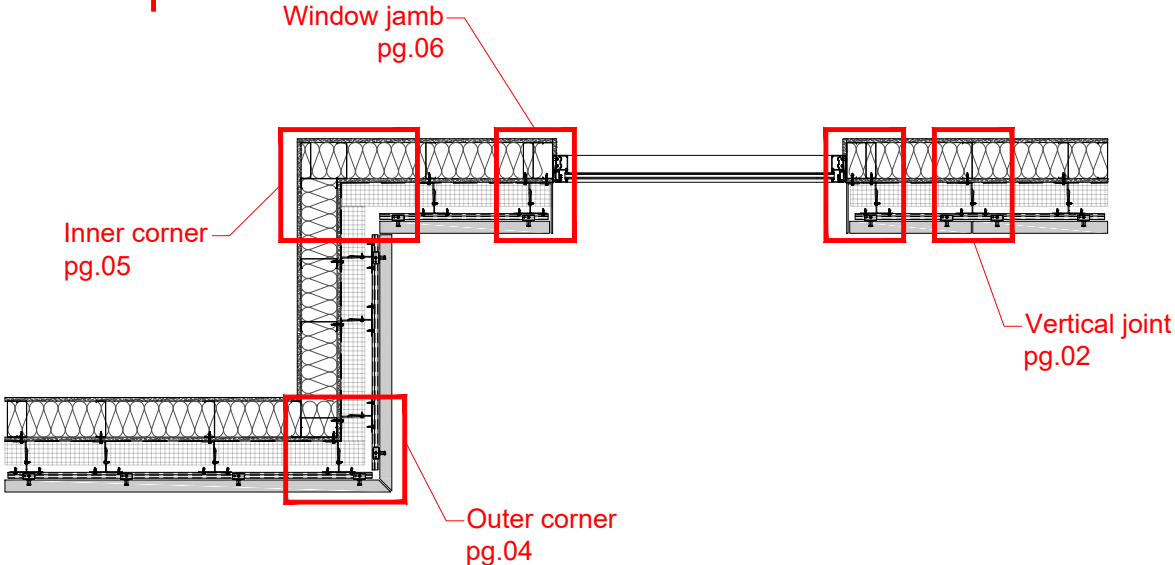 Window jamb
pg.06
Inner corner
pg.05
Vertical joint
pg.02
Outer corner
pg.04